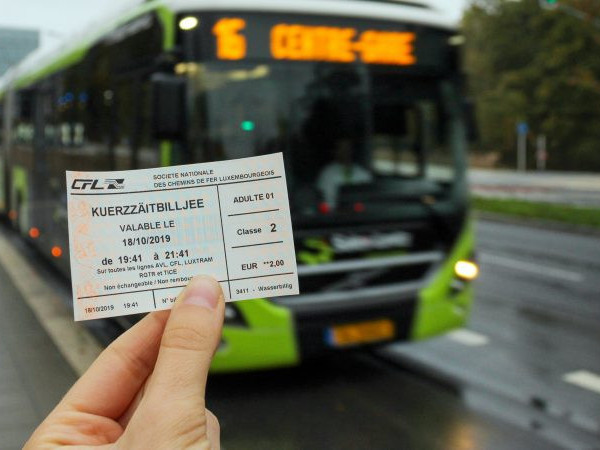 16 CENTRE-GARE
CFL
SOCIETE NATIONALE
DES CHEMINS DE FER LUXEMBOURGEOIS
KUERZZÄITBILLJEE
VALABLE LE
18/10/2019
de 19:41 à 21:41
Sur toutes les lignes AVL, CFL, LUXTRAM
RGTR et TICE
Non échangeable / Non
18/10/2019 19:41
ADULTE 01
Classe 2
EUR **2.00
3411 - Wasserbillig